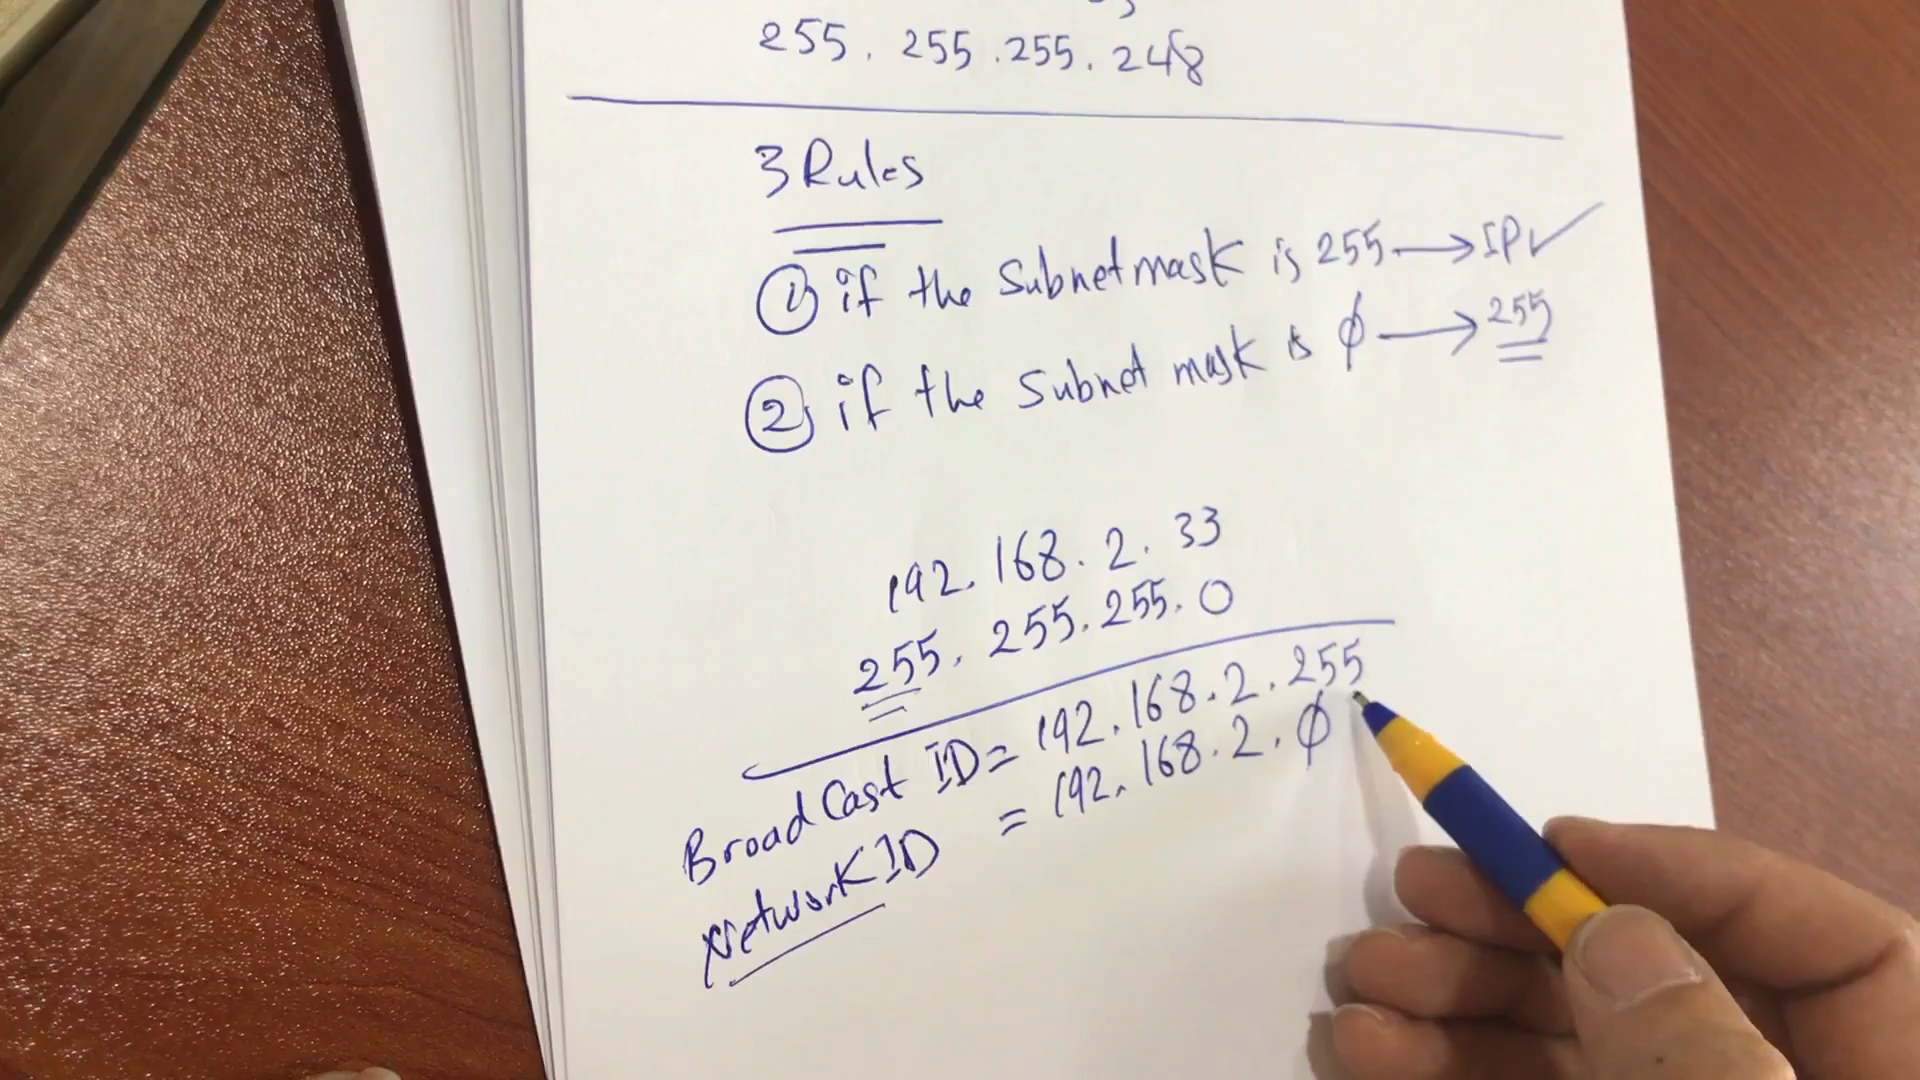 255. 255. 255. 248
3 Rules
① if the Subnetmask is 255 → IP ✓
② if the Subnet mask is ϕ → 255
192. 168. 2. 33
255. 255. 255. 0
BroadCast ID = 192. 168. 2. 255
Network ID = 192. 168. 2. ϕ